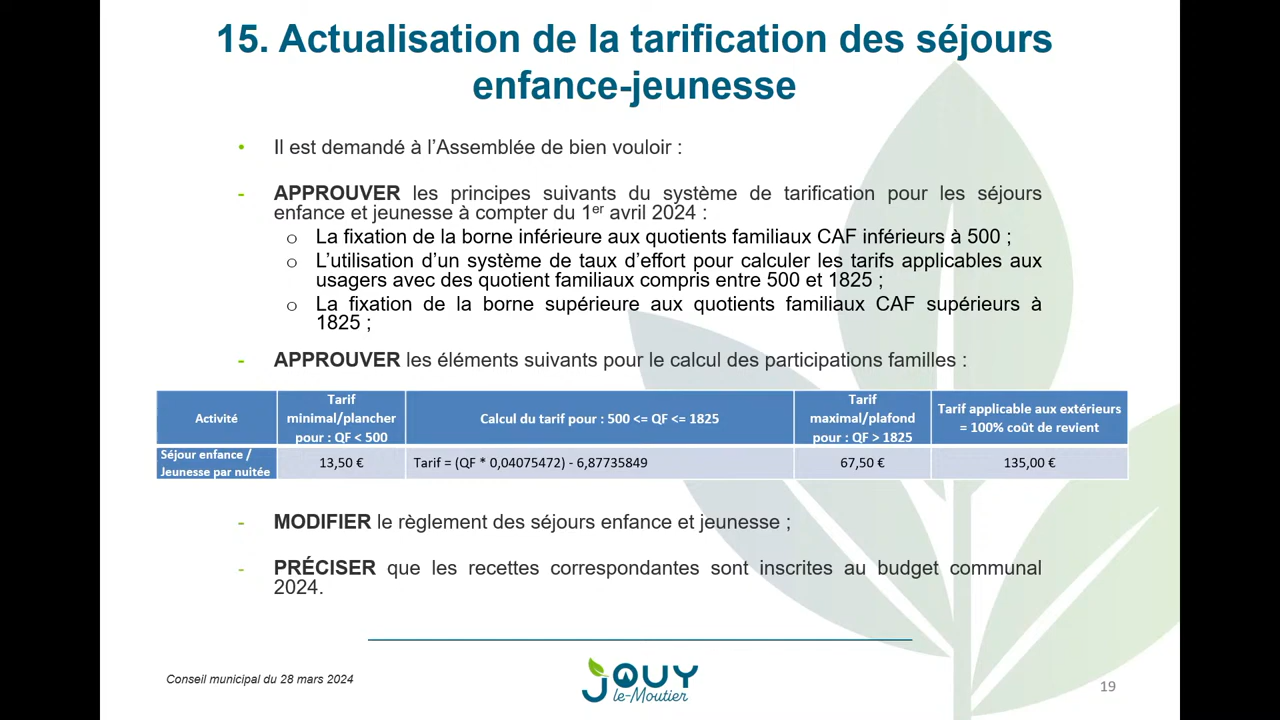 15. Actualisation de la tarification des séjours
enfance-jeunesse
• Il est demandé à l’Assemblée de bien vouloir :
- APPROUVER les principes suivants du système de tarification pour les séjours
enfance et jeunesse à compter du 1er avril 2024 :
o La fixation de la borne inférieure aux quotients familiaux CAF inférieurs à 500 ;
o L’utilisation d’un système de taux d’effort pour calculer les tarifs applicables aux
usagers avec des quotient familiaux compris entre 500 et 1825 ;
o La fixation de la borne supérieure aux quotients familiaux CAF supérieurs à
1825 ;
- APPROUVER les éléments suivants pour le calcul des participations familles :
Activité
Tarif
minimal/plancher
pour : QF < 500
Calcul du tarif pour : 500 <= QF <= 1825
Tarif
maximal/plafond
pour : QF > 1825
Tarif applicable aux extérieurs
= 100% coût de revient
Séjour enfance /
Jeunesse par nuitée
13,50 €
Tarif = (QF * 0,04075472) - 6,87735849
67,50 €
135,00 €
- MODIFIER le règlement des séjours enfance et jeunesse ;
- PRÉCISER que les recettes correspondantes sont inscrites au budget communal
2024.
Conseil municipal du 28 mars 2024
JOUY
le-Moutier
19